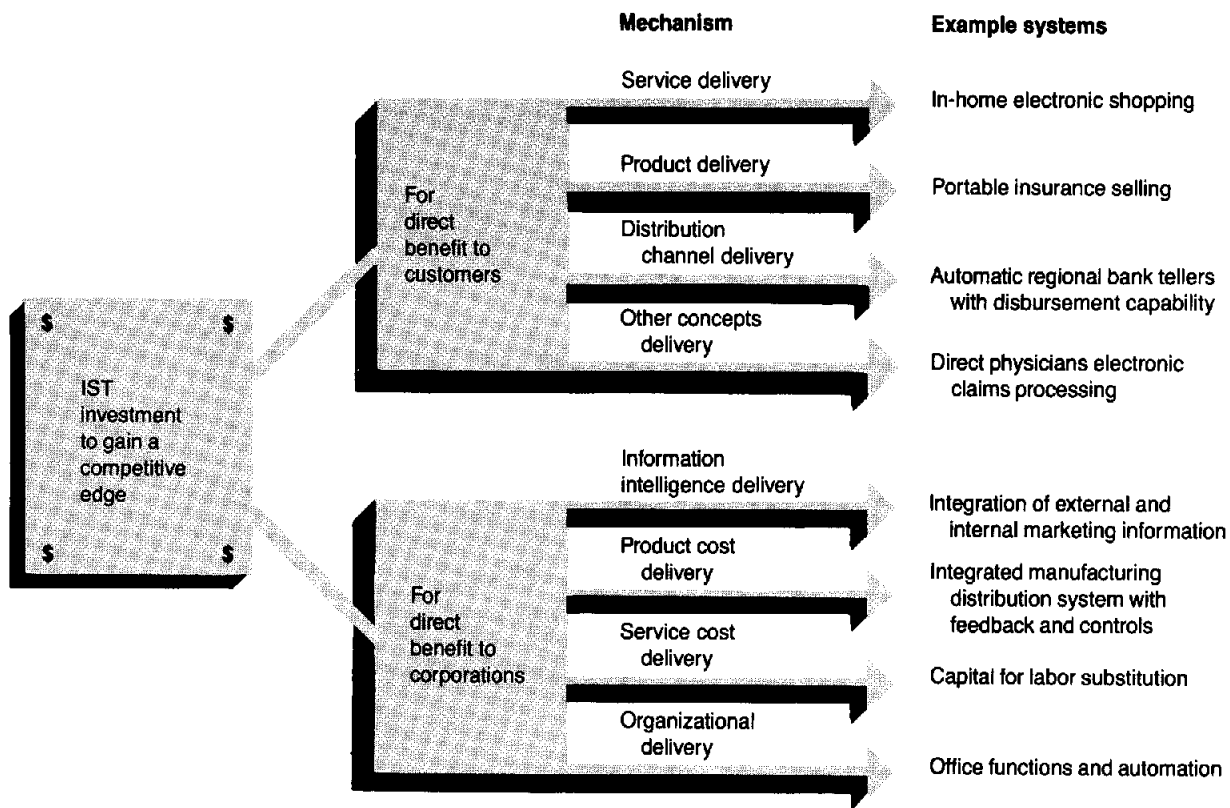 Mechanism
Example systems
Service delivery
In-home electronic shopping
Product delivery
Portable insurance selling
For
direct
benefit to
customers
Distribution
channel delivery
Automatic regional bank tellers
with disbursement capability
Other concepts
delivery
Direct physicians electronic
claims processing
$ $
IST
investment
to gain a
competitive
edge
$ $
Information
intelligence delivery
Integration of external and
internal marketing information
Product cost
delivery
Integrated manufacturing
distribution system with
feedback and controls
For
direct
benefit to
corporations
Service cost
delivery
Capital for labor substitution
Organizational
delivery
Office functions and automation